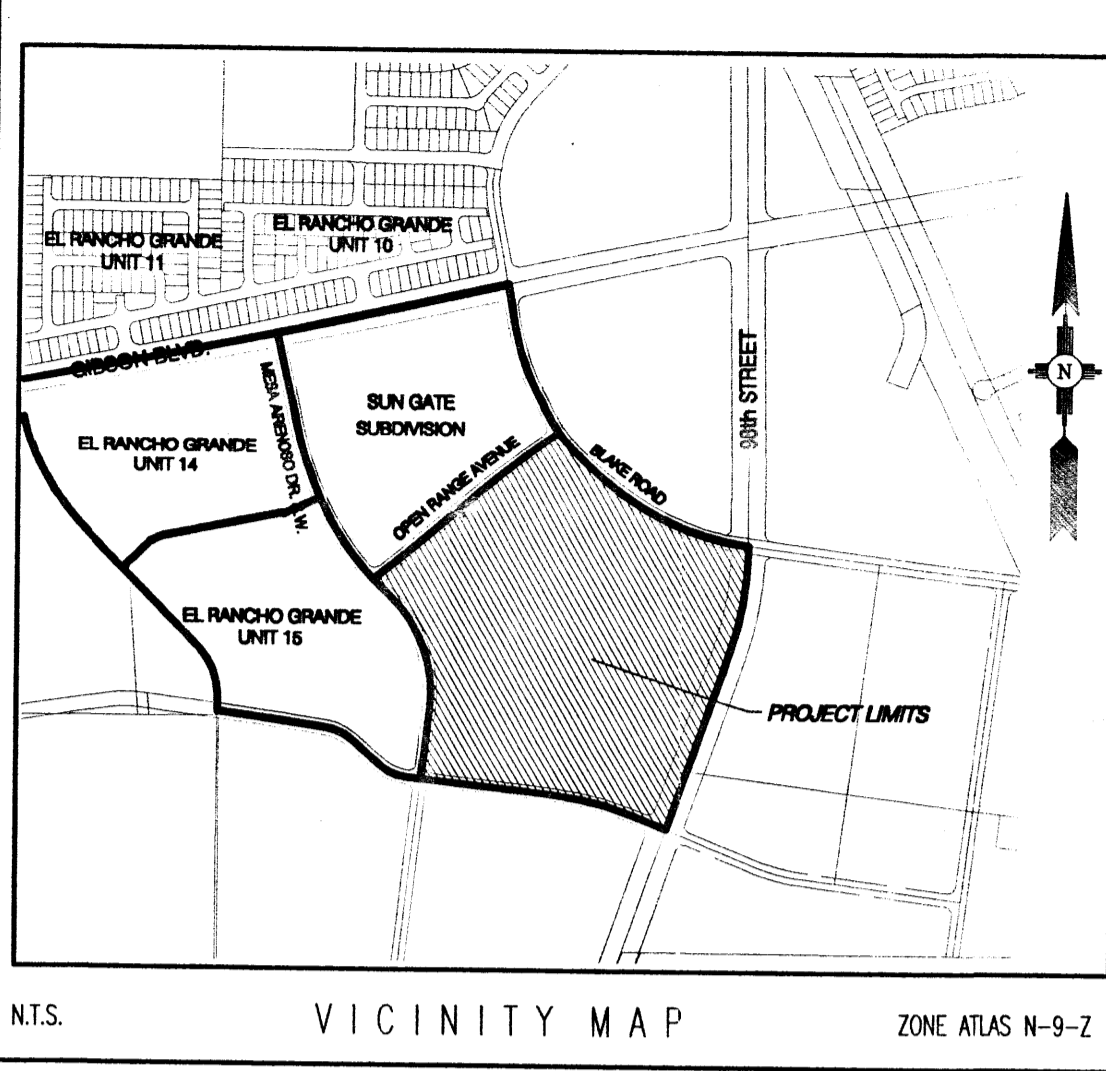 EL RANCHO GRANDE
UNIT 11
EL RANCHO GRANDE
UNIT 10
GIBSON BLVD.
MESA ARENOSO DR. S.W.
SUN GATE
SUBDIVISION
98th STREET
N
EL RANCHO GRANDE
UNIT 14
OPEN RANGE AVENUE
BLAKE ROAD
EL RANCHO GRANDE
UNIT 15
PROJECT LIMITS
N.T.S.
VICINITY MAP
ZONE ATLAS N-9-Z